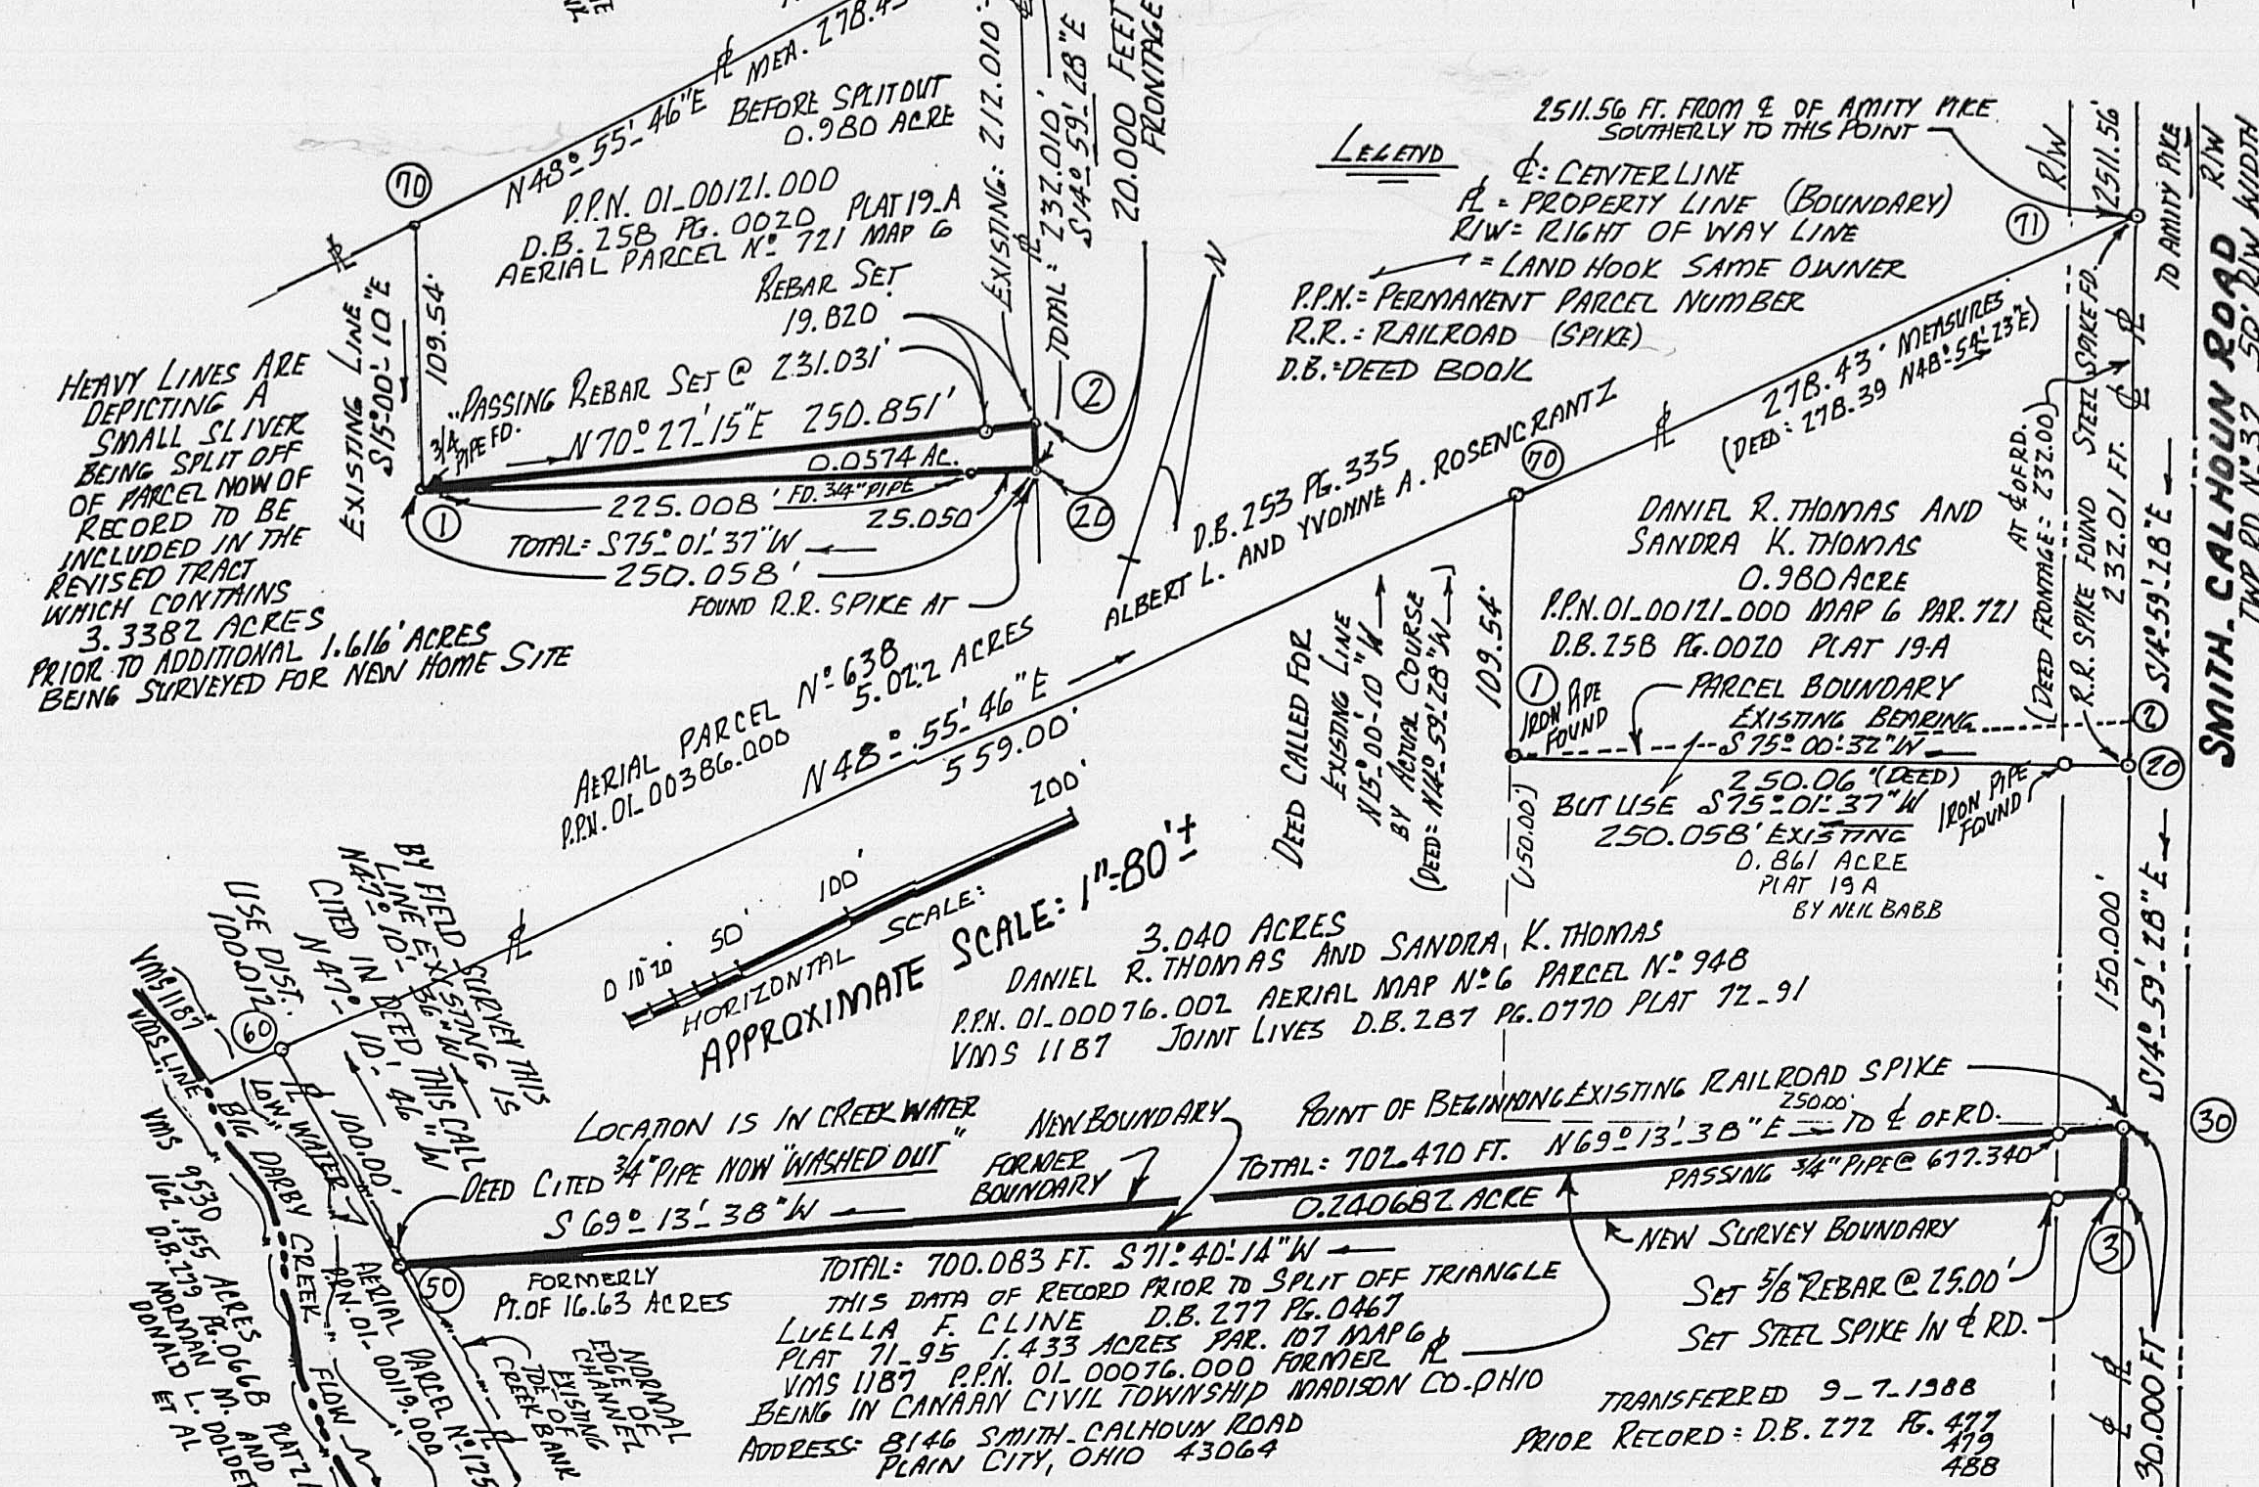 MEA. 278.43
N48° 55' 46"E
BEFORE SPLITOUT
0.980 ACRE
P.P.N. 01-00121.000
D.B. 258 PG. 0020 PLAT 19-A
AERIAL PARCEL Nº 721 MAP 6
REBAR SET
19.820
EXISTING: 212.010'
TOTAL: 232.010'
S14° 59' 28"E
20.000 FEET
FRONTAGE
70
EXISTING LINE
S15°-00'-10"E
109.54'
PASSING REBAR SET @ 231.031'
3/4" PIPE FD.
N70° 27' 15"E 250.851'
0.0574 AC.
225.008' FD. 3/4" PIPE
25.050
TOTAL: S75° 01' 37"W
250.058'
FOUND R.R. SPIKE AT
1
2
20
N
HEAVY LINES ARE
DEPICTING A
SMALL SLIVER
BEING SPLIT OFF
OF PARCEL NOW OF
RECORD TO BE
INCLUDED IN THE
REVISED TRACT
WHICH CONTAINS
3.3382 ACRES
PRIOR TO ADDITIONAL 1.616' ACRES
BEING SURVEYED FOR NEW HOME SITE
LEGEND
℄: CENTERLINE
⅊ = PROPERTY LINE (BOUNDARY)
R/W= RIGHT OF WAY LINE
= LAND HOOK SAME OWNER
P.P.N.= PERMANENT PARCEL NUMBER
R.R.: RAILROAD (SPIKE)
D.B.: DEED BOOK
2511.56 FT. FROM ℄ OF AMITY PIKE
SOUTHERLY TO THIS POINT
R/W
2511.56'
TO AMITY PIKE
R/W
SMITH-CALHOUN ROAD
TWP. RD. Nº 37 50' R/W WIDTH
71
278.43' MEASURES
(DEED: 278.39 N48°-54'-23"E)
⅊
AT ℄ OF RD.
(DEED FRONTAGE: 232.00)
STEEL SPIKE FD.
R.R. SPIKE FOUND
232.01 FT.
S14°59'28"E
D.B. 253 PG. 335
ALBERT L. AND YVONNE A. ROSENCRANTZ
70
DANIEL R. THOMAS AND
SANDRA K. THOMAS
0.980 ACRE
P.P.N. 01-00121-000 MAP 6 PAR. 721
D.B. 258 PG. 0020 PLAT 19-A
1
IRON PIPE
FOUND
PARCEL BOUNDARY
EXISTING BEARING
S75°-00'-32"W
250.06' (DEED)
BUT USE S75°-01'-37"W
250.058' EXISTING
0.861 ACRE
PLAT 19A
BY NEIL BABB
IRON PIPE
FOUND
2
20
109.54'
(150.00')
DEED CALLED FOR
EXISTING LINE
N15°-00'-10"W
BY ACTUAL COURSE
(DEED: N14°-59'-28"W)
AERIAL PARCEL Nº 638
P.P.N. 01-00386.000 5.022 ACRES
N48° 55' 46"E
559.00'
0 10' 20' 50' 100' 200'
HORIZONTAL SCALE:
APPROXIMATE SCALE: 1"=80'±
3.040 ACRES
DANIEL R. THOMAS AND SANDRA K. THOMAS
P.P.N. 01-00076.002 AERIAL MAP Nº 6 PARCEL Nº 948
VMS 1187 JOINT LIVES D.B. 287 PG. 0770 PLAT 72-91
150.000'
S14° 59' 28"E
BY FIELD SURVEY THIS
LINE EXISTING IS
N47° 10' 36"W
CITED IN DEED THIS CALL
N47° 10' 46"W
USE DIST.
100.012
60
VMS 1187
VMS LINE
VMS 9530
162.155 ACRES
D.B. 279 PG. 0668
NORMAN M. AND
DONALD L. DOLDER
ET AL
BIG DARBY CREEK
FLOW
"LOW WATER"
100.00'
P.P.N. 01-00119.000
AERIAL PARCEL Nº 125
LOCATION IS IN CREEK WATER
DEED CITED 3/4" PIPE NOW "WASHED OUT"
S69° 13' 38"W
NEW BOUNDARY
FORMER
BOUNDARY
50
FORMERLY
PT. OF 16.63 ACRES
NORMAL
EDGE OF
CHANNEL
EXISTING
TOE OF
CREEK BANK
POINT OF BEGINNING EXISTING RAILROAD SPIKE
250.00'
TOTAL: 702.470 FT. N69° 13' 38"E TO ℄ OF RD.
PASSING 3/4" PIPE @ 677.340
0.240682 ACRE
30
NEW SURVEY BOUNDARY
3
SET 5/8" REBAR @ 25.00'
SET STEEL SPIKE IN ℄ RD.
TOTAL: 700.083 FT. S71° 40' 14"W
THIS DATA OF RECORD PRIOR TO SPLIT OFF TRIANGLE
LUELLA F. CLINE D.B. 277 PG. 0467
PLAT 71-95 1.433 ACRES PAR. 107 MAP 6
VMS 1187 P.P.N. 01-00076.000 FORMER ⅊
BEING IN CANAAN CIVIL TOWNSHIP MADISON CO-OHIO
ADDRESS: 8146 SMITH-CALHOUN ROAD
PLAIN CITY, OHIO 43064
TRANSFERRED 9-7-1988
PRIOR RECORD: D.B. 272 PG. 477
479
488
30.000 FT